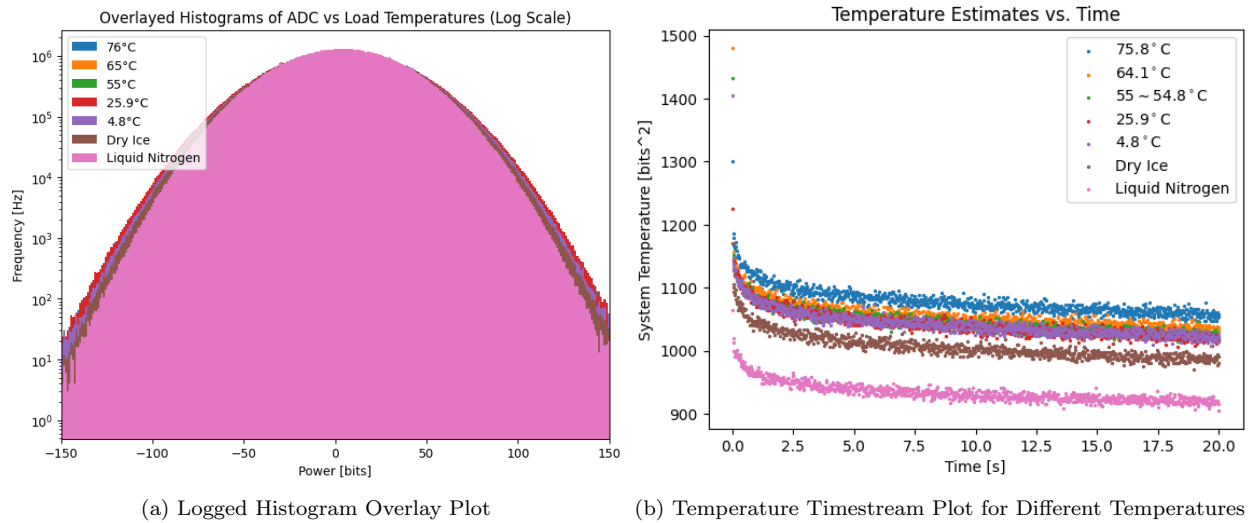 Overlayed Histograms of ADC vs Load Temperatures (Log Scale)
76°C
65°C
55°C
25.9°C
4.8°C
Dry Ice
Liquid Nitrogen
Frequency [Hz]
10^6
10^5
10^4
10^3
10^2
10^1
10^0
−150
−100
−50
0
50
100
150
Power [bits]
(a) Logged Histogram Overlay Plot
Temperature Estimates vs. Time
75.8°C
64.1°C
55 ~ 54.8°C
25.9°C
4.8°C
Dry Ice
Liquid Nitrogen
System Temperature [bits^2]
1500
1400
1300
1200
1100
1000
900
0.0
2.5
5.0
7.5
10.0
12.5
15.0
17.5
20.0
Time [s]
(b) Temperature Timestream Plot for Different Temperatures